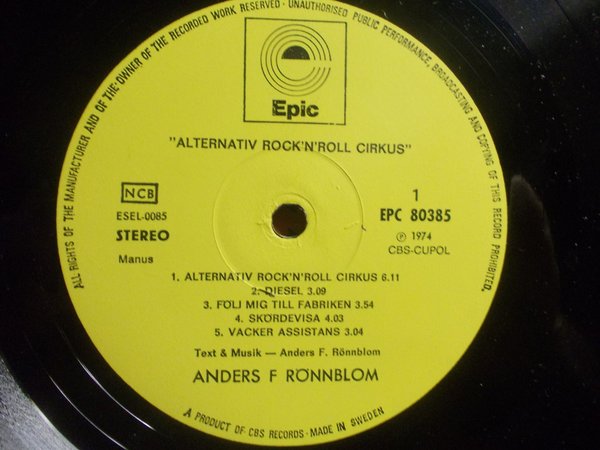 ALL RIGHTS OF THE MANUFACTURER AND OF THE OWNER OF THE RECORDED WORK RESERVED - UNAUTHORISED PUBLIC PERFORMANCE, BROADCASTING AND COPYING OF THIS RECORD PROHIBITED.
Epic
"ALTERNATIV ROCK'N'ROLL CIRKUS"
NCB
1
ESEL-0085
EPC 80385
STEREO
℗ 1974
Manus
CBS-CUPOL
1. ALTERNATIV ROCK'N'ROLL CIRKUS 6.11
2. DIESEL 3.09
3. FÖLJ MIG TILL FABRIKEN 3.54
4. SKÖRDEVISA 4.03
5. VACKER ASSISTANS 3.04
Text & Musik — Anders F. Rönnblom
ANDERS F RÖNNBLOM
A PRODUCT OF CBS RECORDS - MADE IN SWEDEN